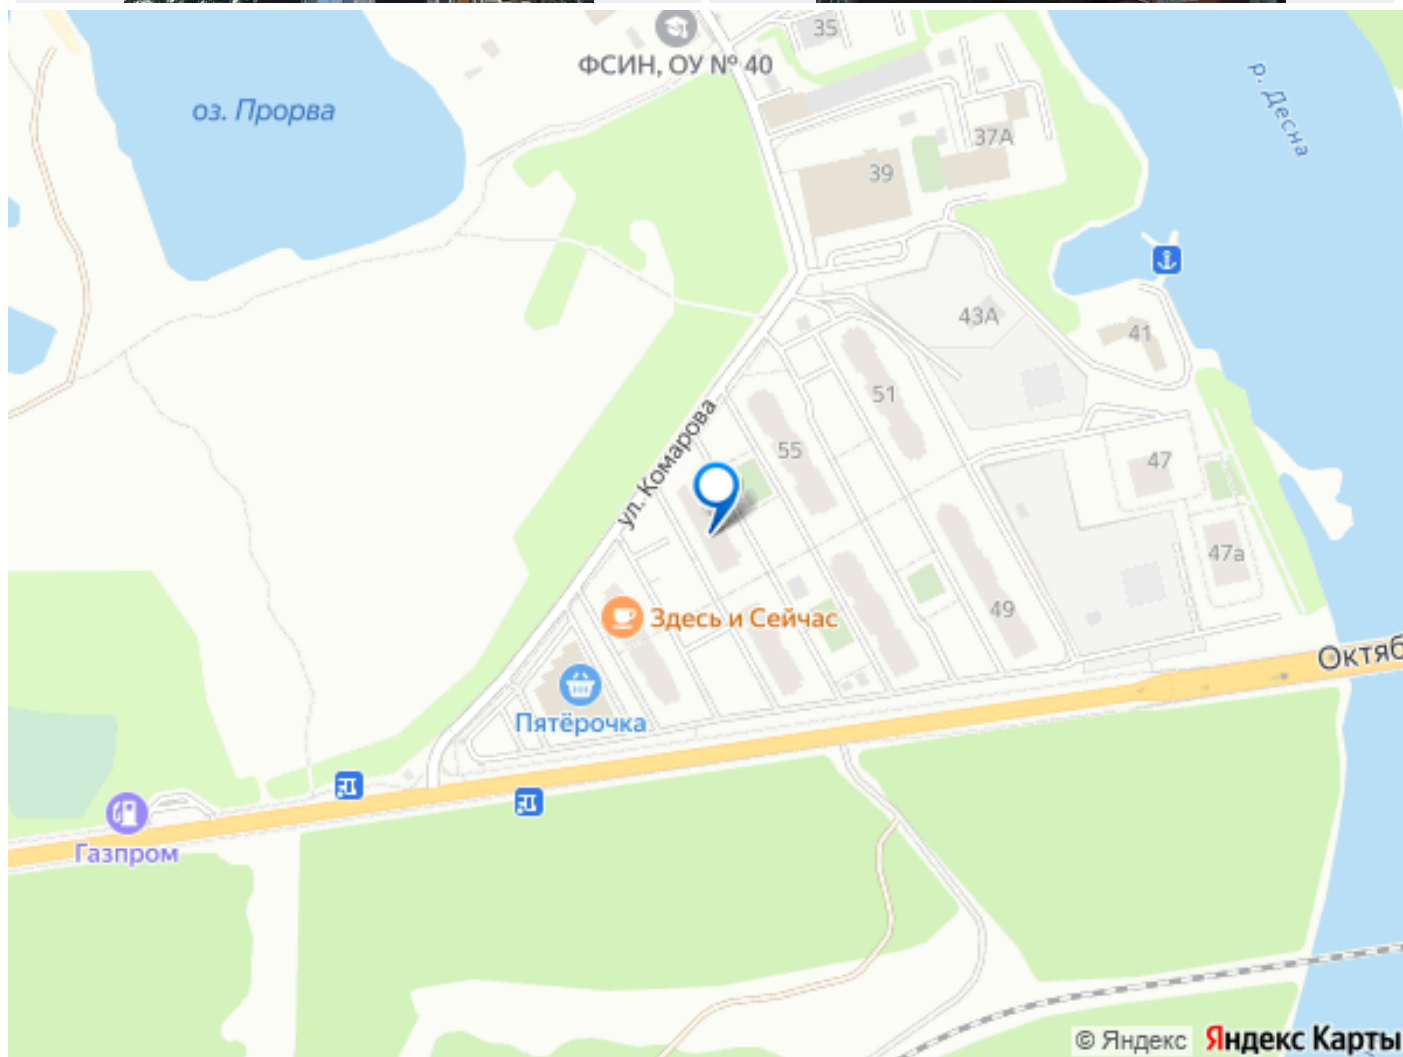 35
ФСИН, ОУ № 40
р. Десна
оз. Прорва
37А
39
43А
41
51
ул. Комарова
55
47
47а
49
Здесь и Сейчас
Октяб
Пятёрочка
Газпром
© Яндекс Яндекс Карты